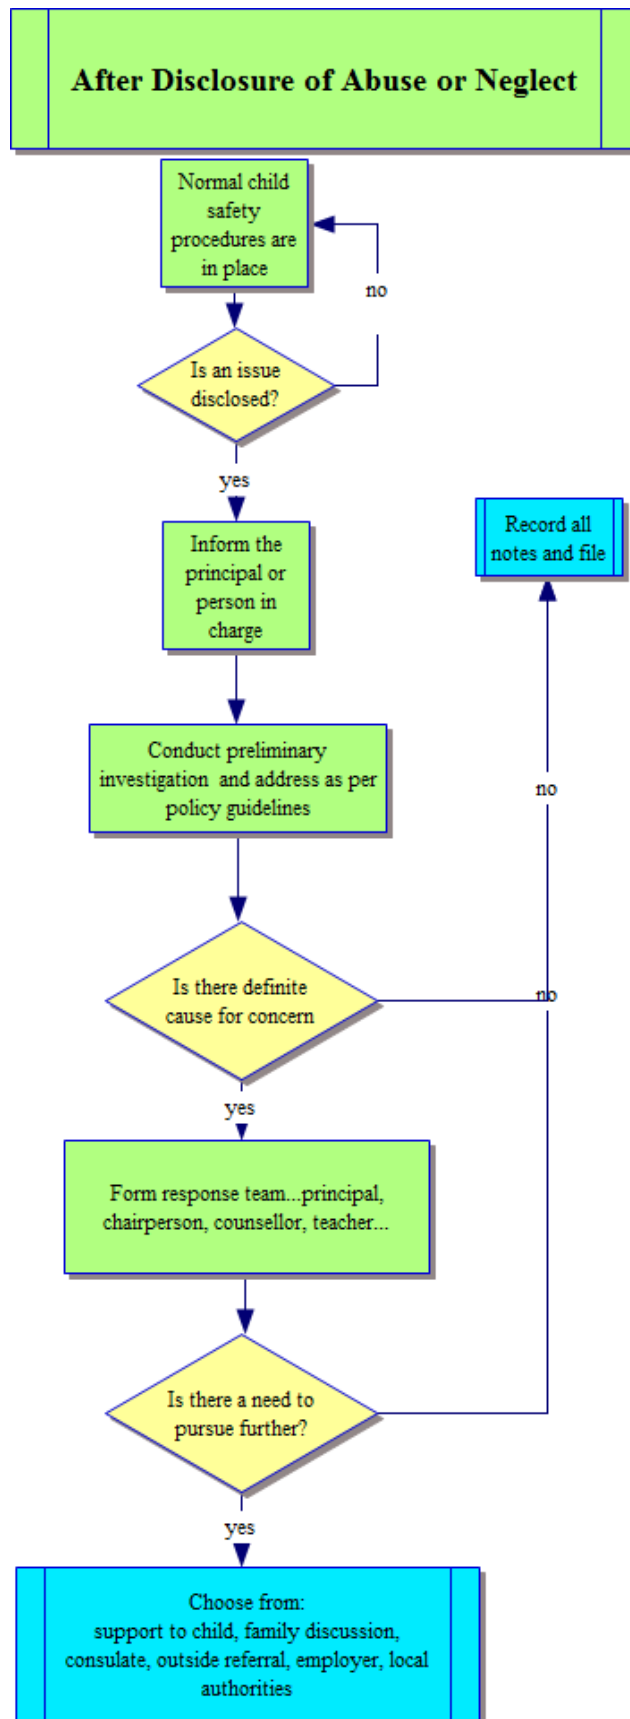 After Disclosure of Abuse or Neglect
Normal child
safety
procedures are
in place
no
Is an issue
disclosed?
yes
Record all
notes and file
Inform the
principal or
person in
charge
Conduct preliminary
investigation and address as per
policy guidelines
no
Is there definite
cause for concern
no
yes
Form response team...principal,
chairperson, counsellor, teacher...
Is there a need to
pursue further?
yes
Choose from:
support to child, family discussion,
consulate, outside referral, employer, local
authorities